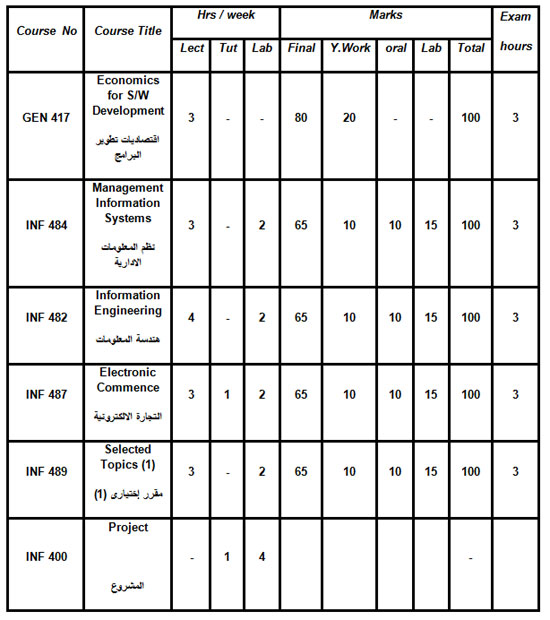 Course No Course Title Hrs / week Marks Exam hours
Lect Tut Lab Final Y.Work oral Lab Total
Economics
for S/W
Development
GEN 417 3 - - 80 20 - - 100 3
اقتصاديات تطوير
البرامج
Management
Information
Systems
INF 484 3 - 2 65 10 10 15 100 3
نظم المعلومات
الادارية
Information
Engineering
INF 482 4 - 2 65 10 10 15 100 3
هندسة المعلومات
Electronic
Commence
INF 487 3 1 2 65 10 10 15 100 3
التجارة الالكترونية
Selected
Topics (1)
INF 489 3 - 2 65 10 10 15 100 3
مقرر إختيارى (1)
Project
INF 400 - 1 4 -
المشروع